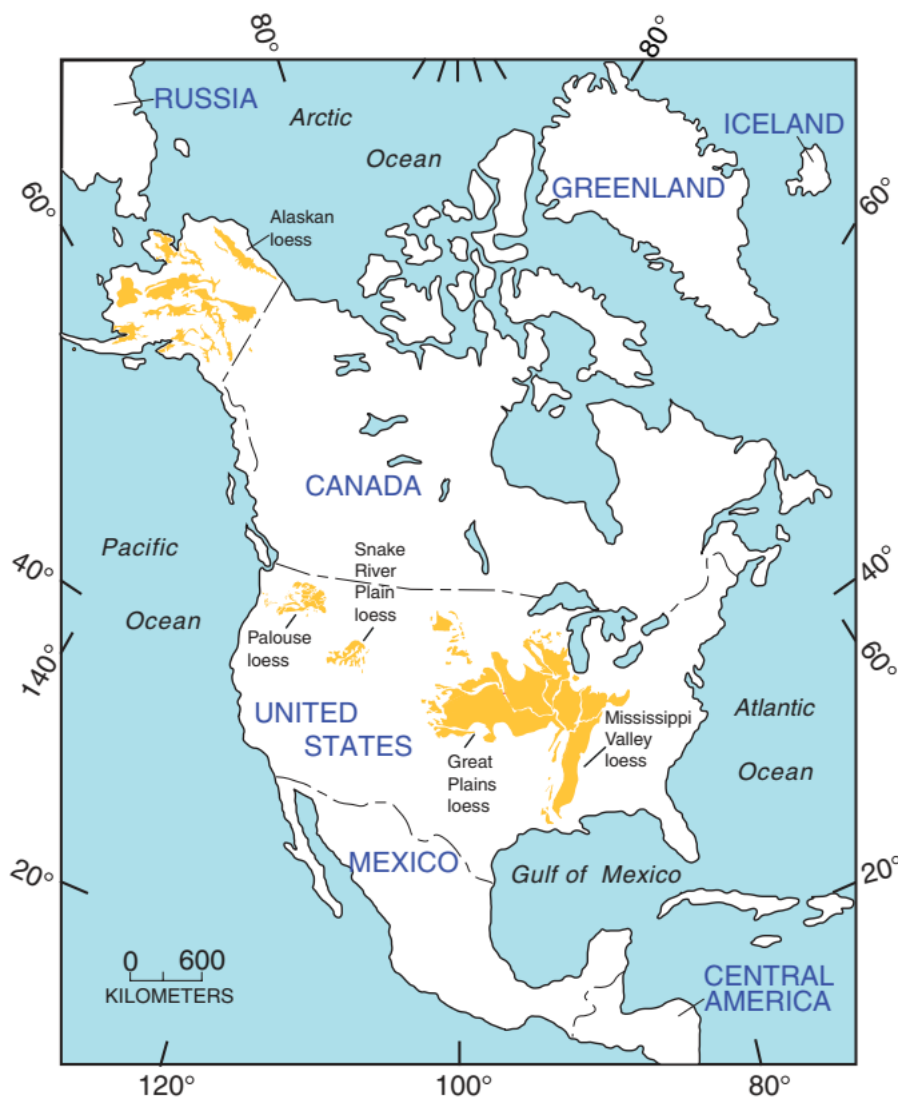 80°
80°
RUSSIA
Arctic
Ocean
ICELAND
GREENLAND
60°
60°
Alaskan
loess
CANADA
Pacific
Ocean
Snake
River
Plain
loess
40°
40°
Palouse
loess
140°
60°
UNITED
STATES
Great
Plains
loess
Mississippi
Valley
loess
Atlantic
Ocean
MEXICO
Gulf of Mexico
20°
20°
0 600
KILOMETERS
CENTRAL
AMERICA
120°
100°
80°